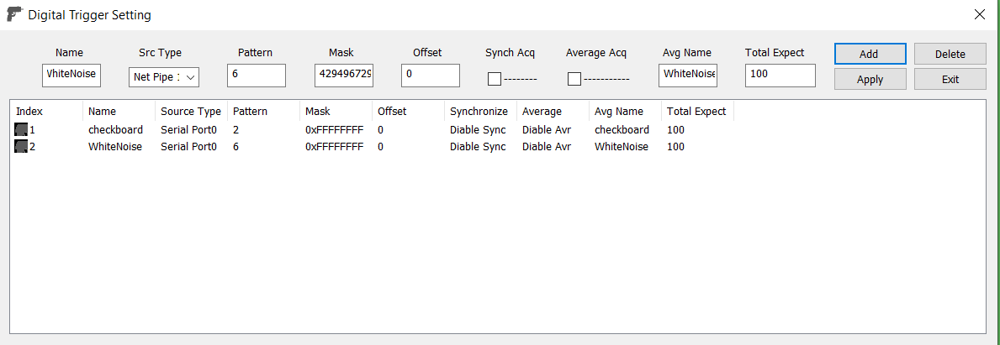 Digital Trigger Setting
Name Src Type Pattern Mask Offset Synch Acq Average Acq Avg Name Total Expect Add Delete
WhiteNoise Net Pipe 6 429496729 0 -------- ----------- WhiteNoise 100 Apply Exit
Index Name Source Type Pattern Mask Offset Synchronize Average Avg Name Total Expect
1 checkboard Serial Port0 2 0xFFFFFFFF 0 Diable Sync Diable Avr checkboard 100
2 WhiteNoise Serial Port0 6 0xFFFFFFFF 0 Diable Sync Diable Avr WhiteNoise 100